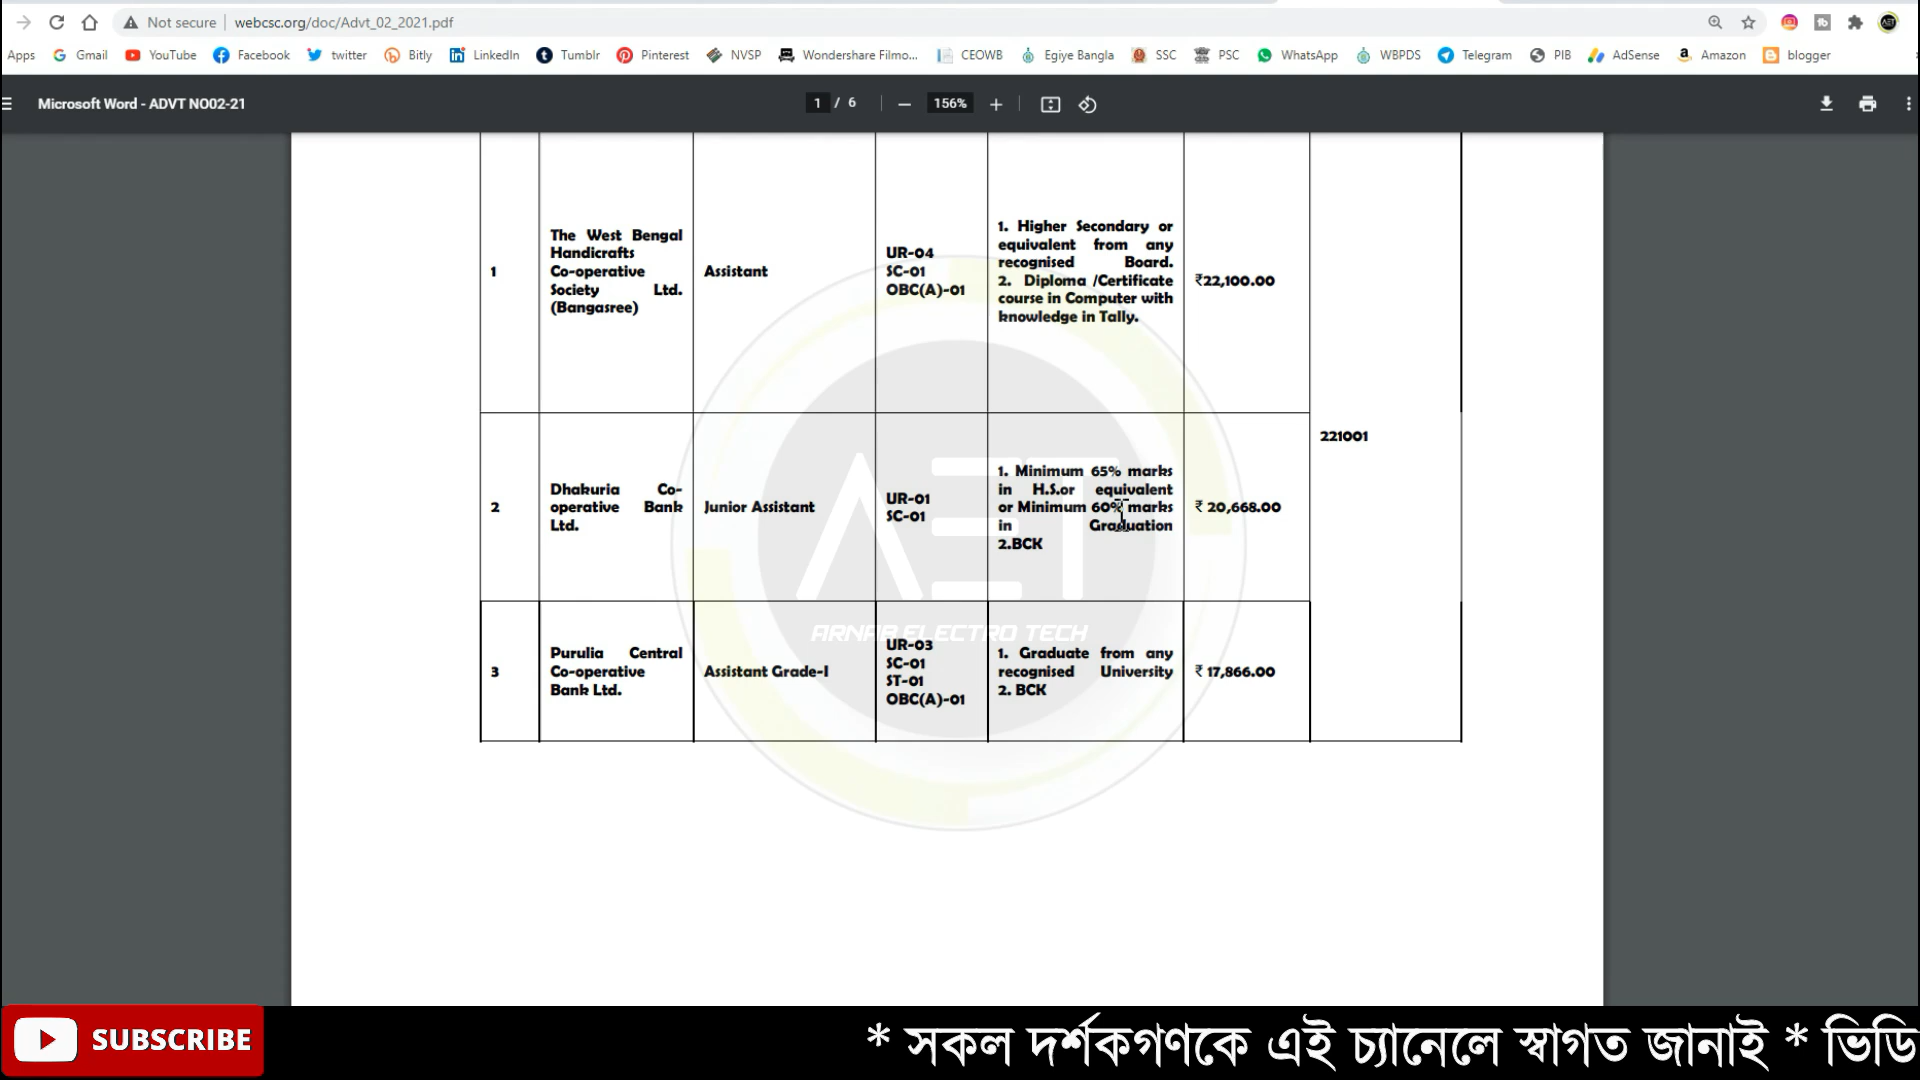 Not secure | webcsc.org/doc/Advt_02_2021.pdf
Apps Gmail YouTube Facebook twitter Bitly LinkedIn Tumblr Pinterest NVSP Wondershare Filmo... CEOWB Egiye Bangla SSC PSC WhatsApp WBPDS Telegram PIB AdSense Amazon blogger
Microsoft Word - ADVT NO02-21 1 / 6 156%
1
The West Bengal
Handicrafts
Co-operative
Society Ltd.
(Bangasree)
Assistant
UR-04
SC-01
OBC(A)-01
1. Higher Secondary or
equivalent from any
recognised Board.
2. Diploma /Certificate
course in Computer with
knowledge in Tally.
₹22,100.00
221001
2
Dhakuria Co-
operative Bank
Ltd.
Junior Assistant
UR-01
SC-01
1. Minimum 65% marks
in H.S.or equivalent
or Minimum 60% marks
in Graduation
2.BCK
₹ 20,668.00
3
Purulia Central
Co-operative
Bank Ltd.
Assistant Grade-I
UR-03
SC-01
ST-01
OBC(A)-01
1. Graduate from any
recognised University
2. BCK
₹ 17,866.00
AET
ARNAB ELECTRO TECH
SUBSCRIBE
* সকল দর্শকগণকে এই চ্যানেলে স্বাগত জানাই * ভিডি